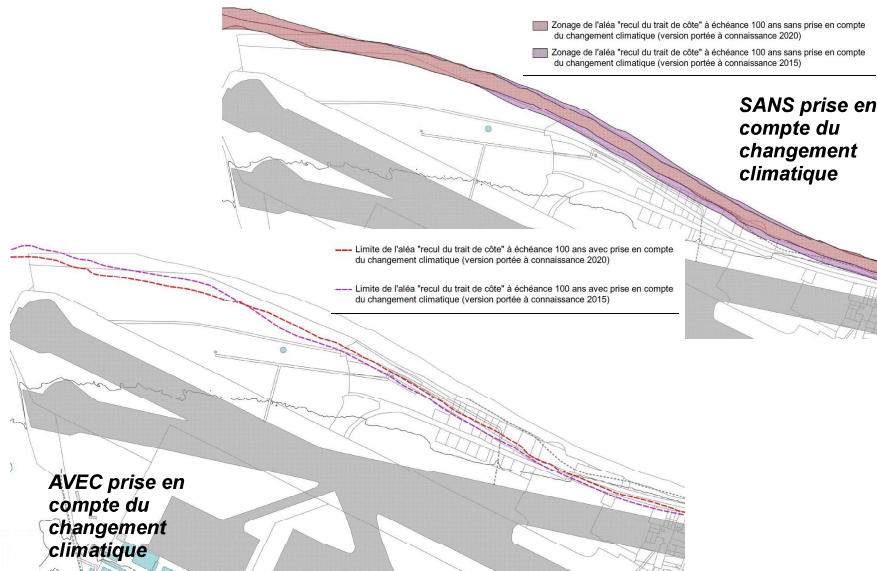 Zonage de l'aléa "recul du trait de côte" à échéance 100 ans sans prise en compte
du changement climatique (version portée à connaissance 2020)
Zonage de l'aléa "recul du trait de côte" à échéance 100 ans sans prise en compte
du changement climatique (version portée à connaissance 2015)
SANS prise en
compte du
changement
climatique
Limite de l'aléa "recul du trait de côte" à échéance 100 ans avec prise en compte
du changement climatique (version portée à connaissance 2020)
Limite de l'aléa "recul du trait de côte" à échéance 100 ans avec prise en compte
du changement climatique (version portée à connaissance 2015)
AVEC prise en
compte du
changement
climatique